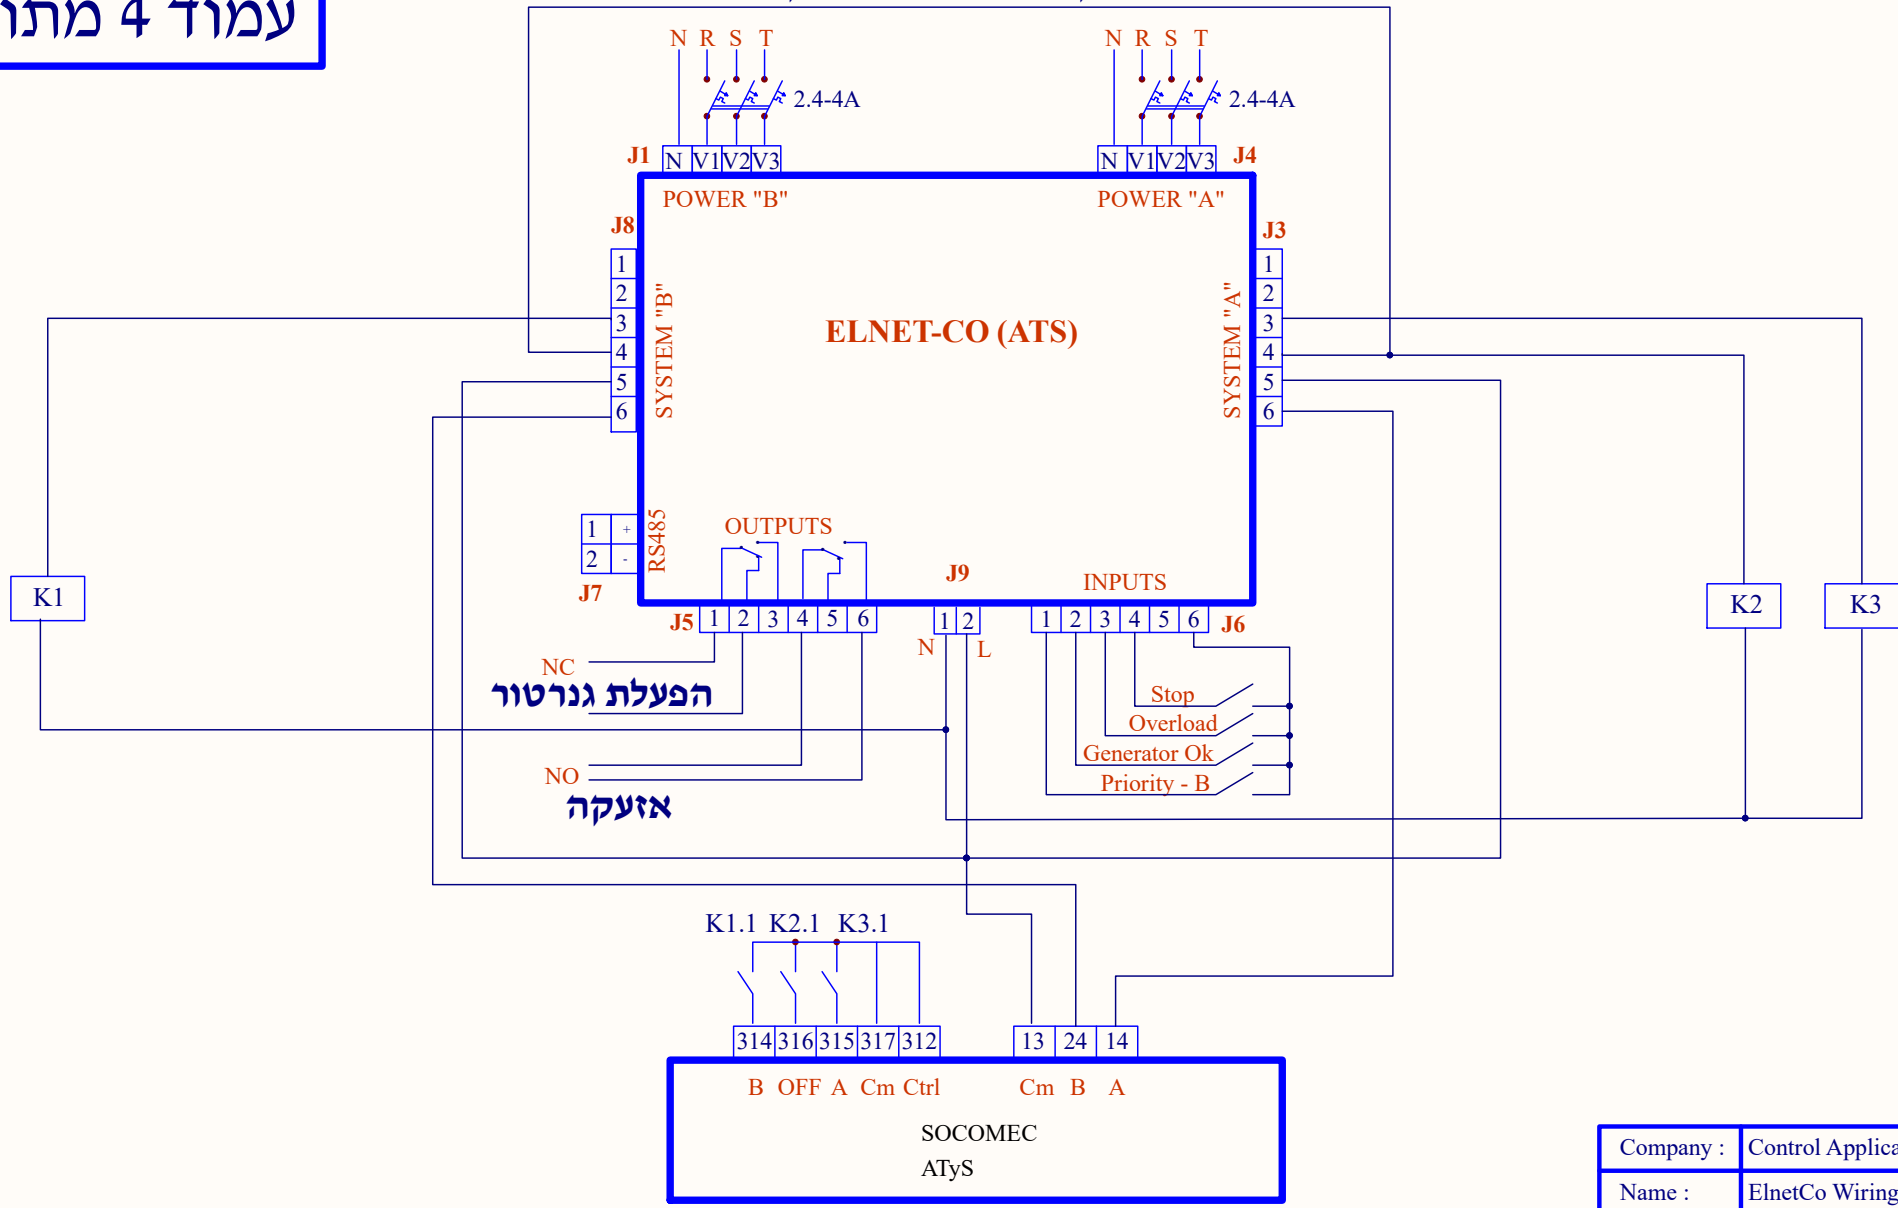 עמוד 4
N R S T
N R S T
2.4-4A
2.4-4A
J1
N V1 V2 V3
N V1 V2 V3
J4
POWER "B"
POWER "A"
J8
J3
1
2
3
4
5
6
SYSTEM "B"
ELNET-CO (ATS)
SYSTEM "A"
1
2
3
4
5
6
1 +
2 -
RS485
J7
OUTPUTS
J9
INPUTS
K1
K2
K3
J5
1 2 3 4 5 6
1 2
1 2 3 4 5 6
J6
N
L
NC
הפעלת גנרטור
Stop
Overload
Generator Ok
Priority - B
NO
אזעקה
K1.1 K2.1 K3.1
314 316 315 317 312
13 24 14
B OFF A Cm Ctrl
Cm B A
SOCOMEC
ATyS
Company : Control
Name : ElnetCo Wiring